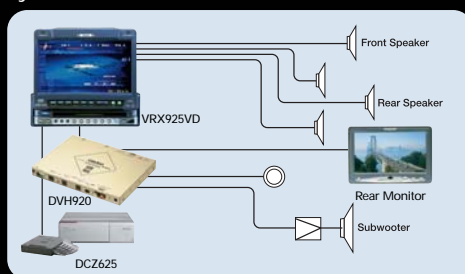 Front Speaker
Rear Speaker
VRX925VD
DVH920
Rear Monitor
Subwooter
DCZ625